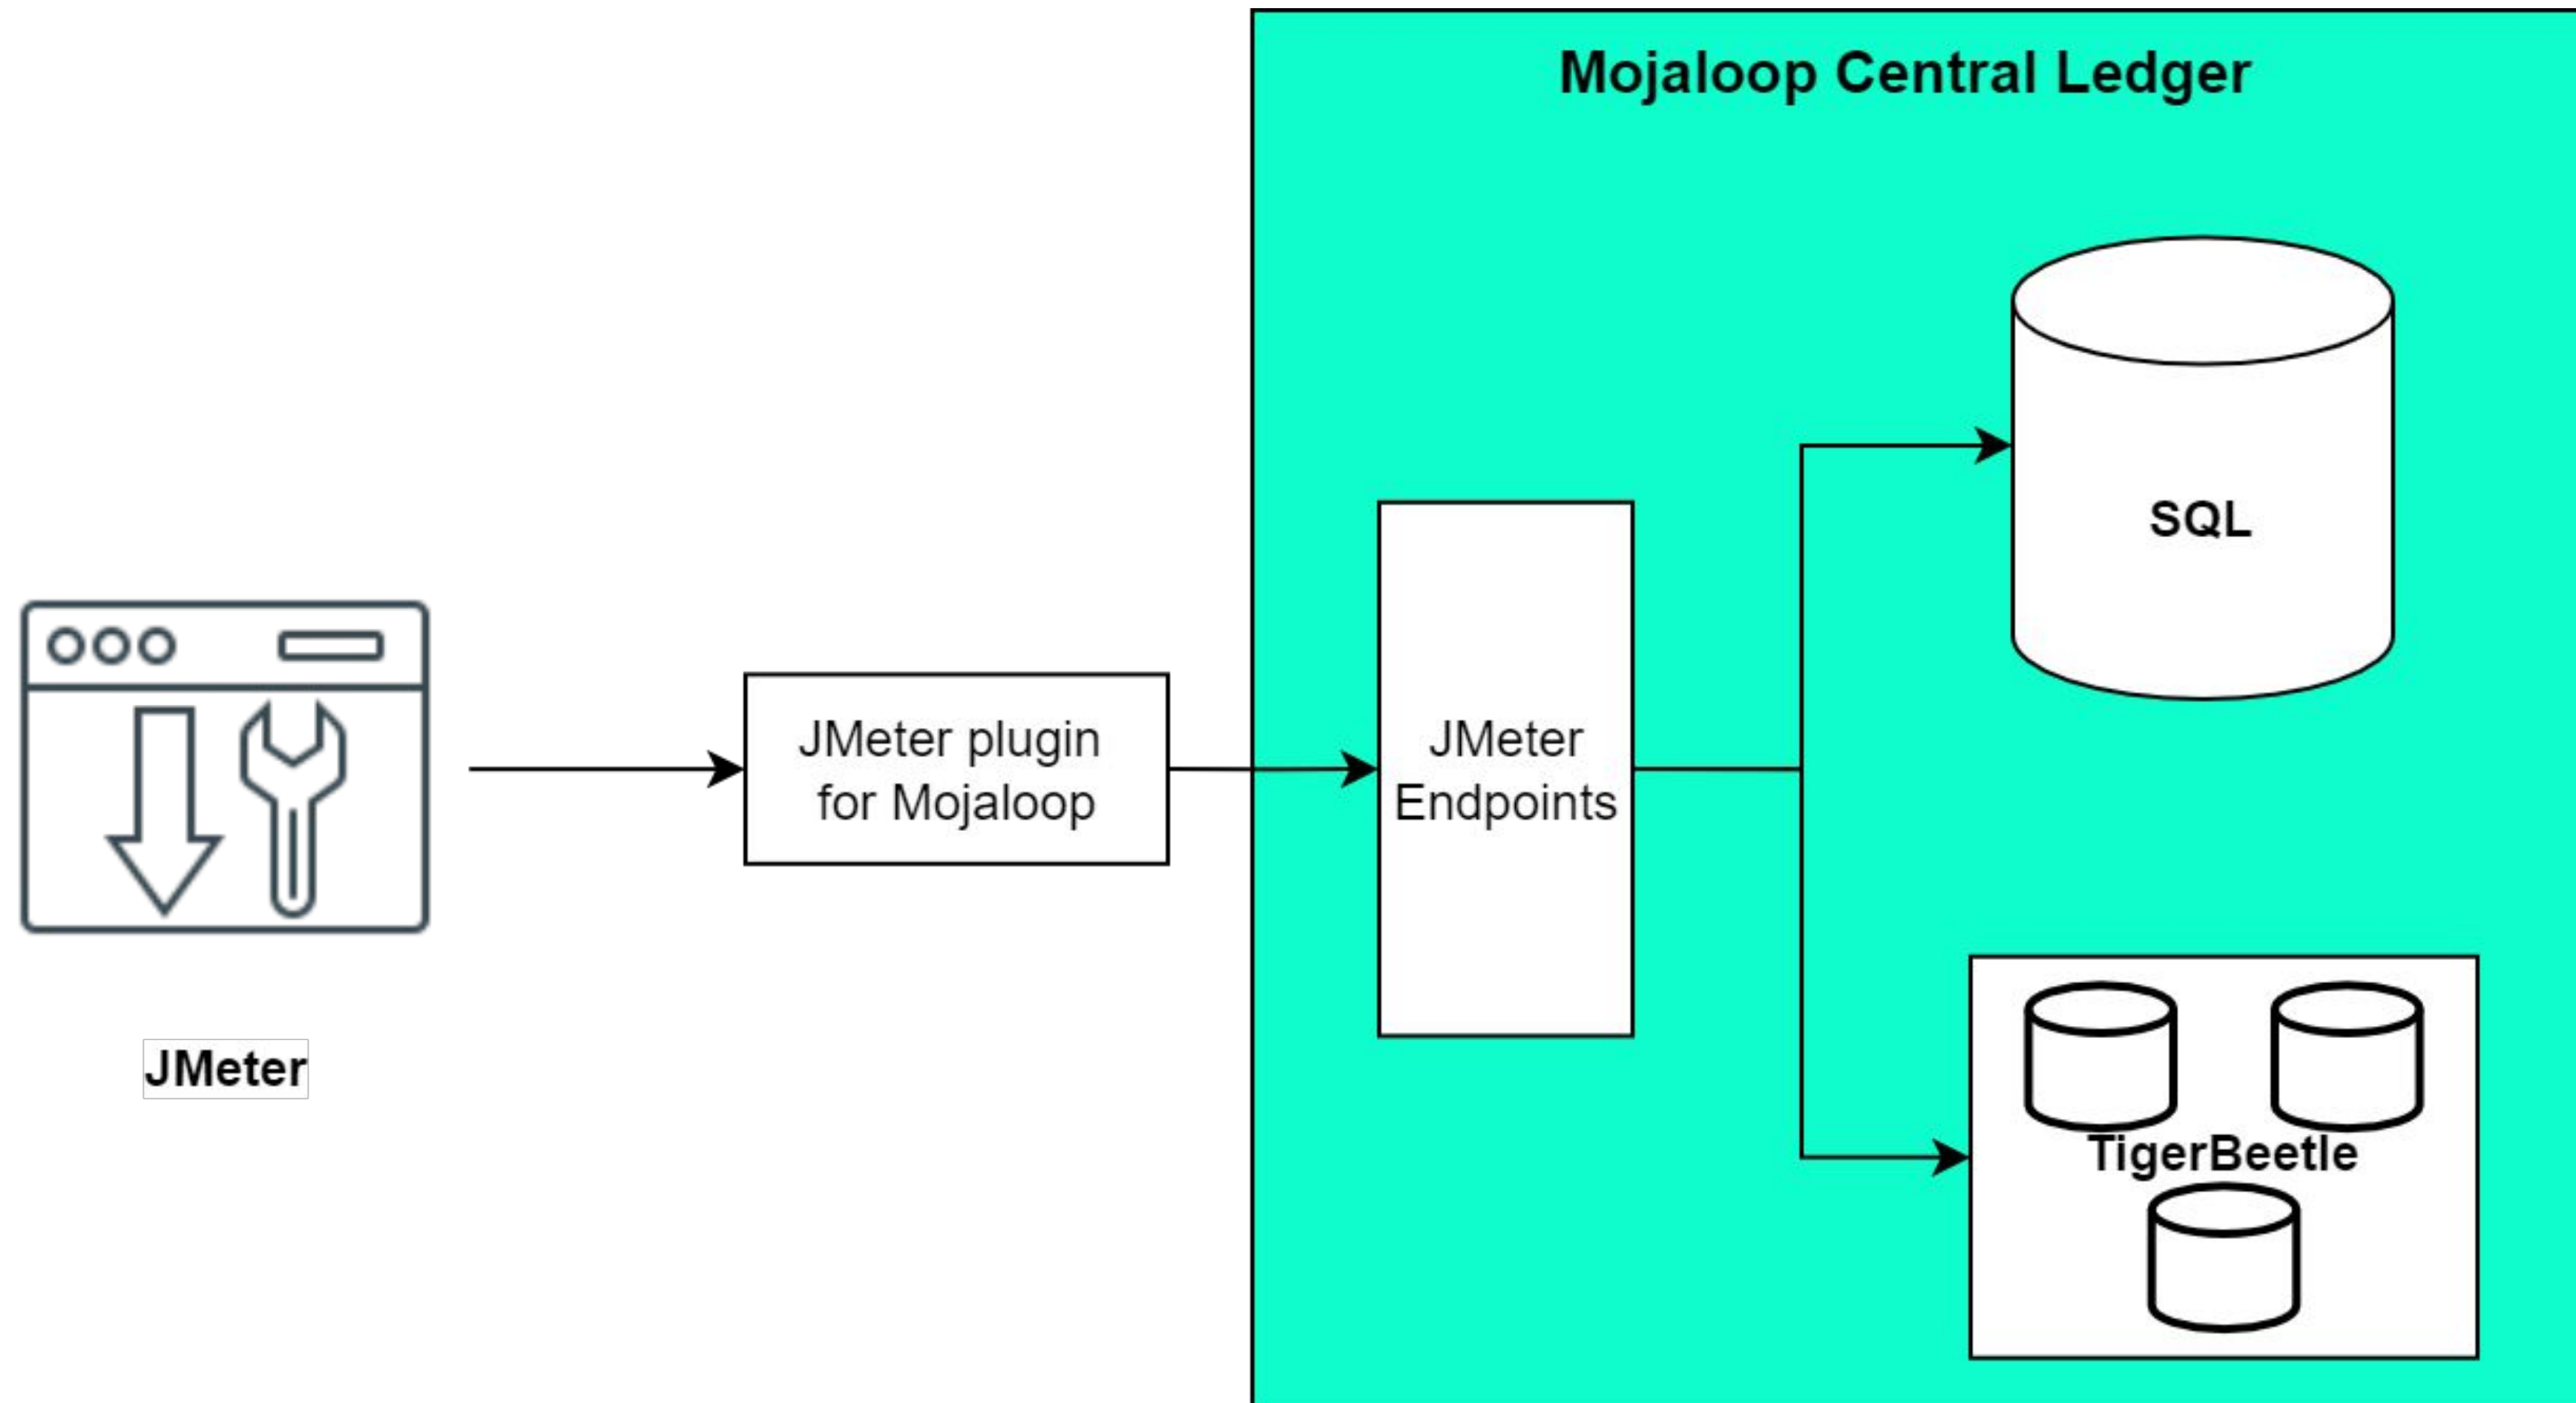 Mojaloop Central Ledger
SQL
JMeter plugin
for Mojaloop
JMeter
Endpoints
JMeter
TigerBeetle